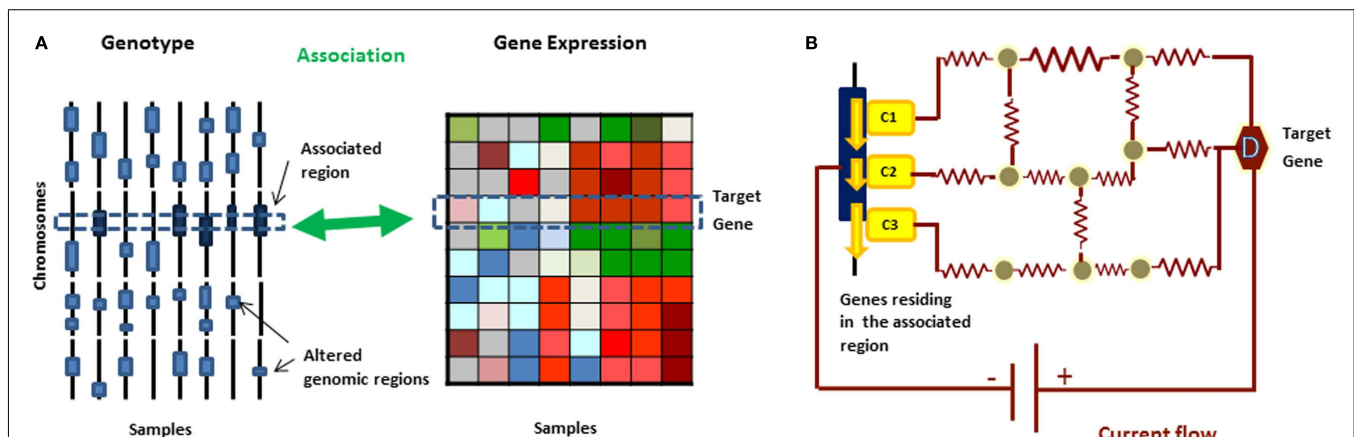 A
Genotype
Association
Gene Expression
Chromosomes
Associated
region
Target
Gene
Altered
genomic regions
Samples
Samples
B
C1
C2
C3
D
Target
Gene
Genes residing
in the associated
region
- +
Current flow